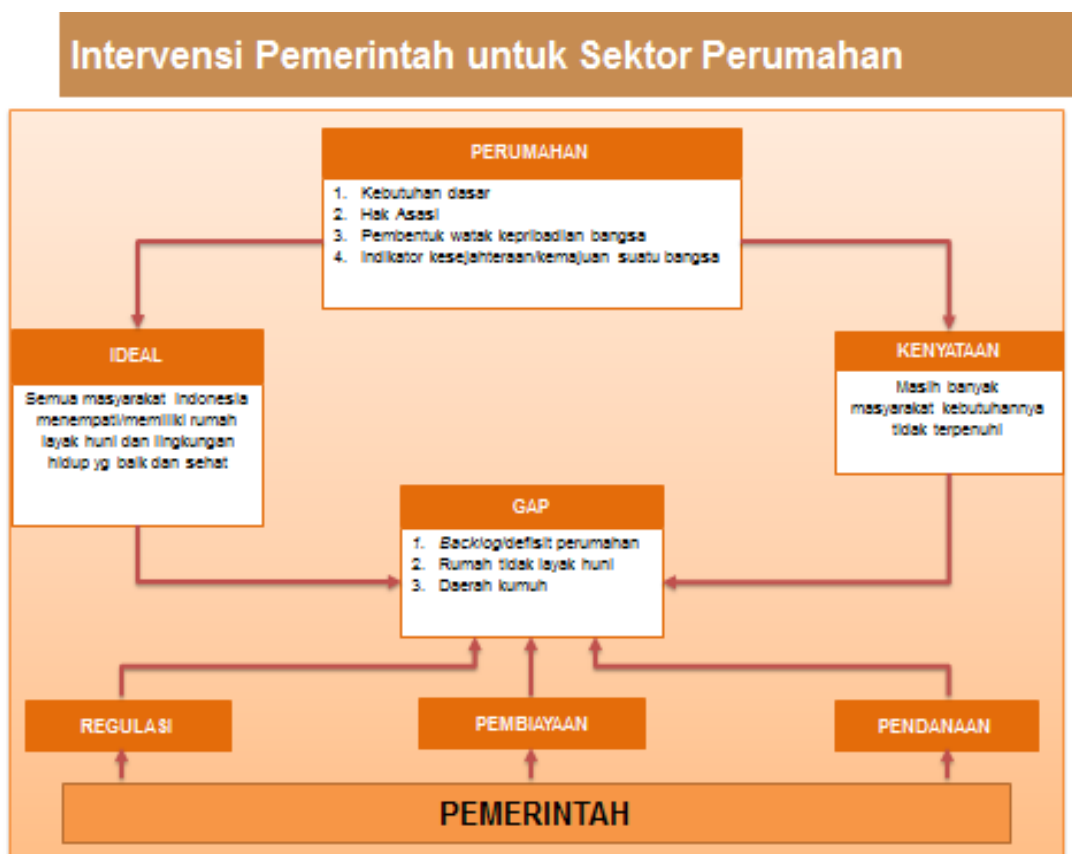 Intervensi Pemerintah untuk Sektor Perumahan
PERUMAHAN
1. Kebutuhan dasar
2. Hak Asasi
3. Pembentuk watak kepribadian bangsa
4. Indikator kesejahteraan/kemajuan suatu bangsa
IDEAL
Semua masyarakat Indonesia
menempati/memiliki rumah
layak huni dan lingkungan
hidup yg baik dan sehat
KENYATAAN
Masih banyak
masyarakat kebutuhannya
tidak terpenuhi
GAP
1. Backlog/defisit perumahan
2. Rumah tidak layak huni
3. Daerah kumuh
REGULASI
PEMBIAYAAN
PENDANAAN
PEMERINTAH